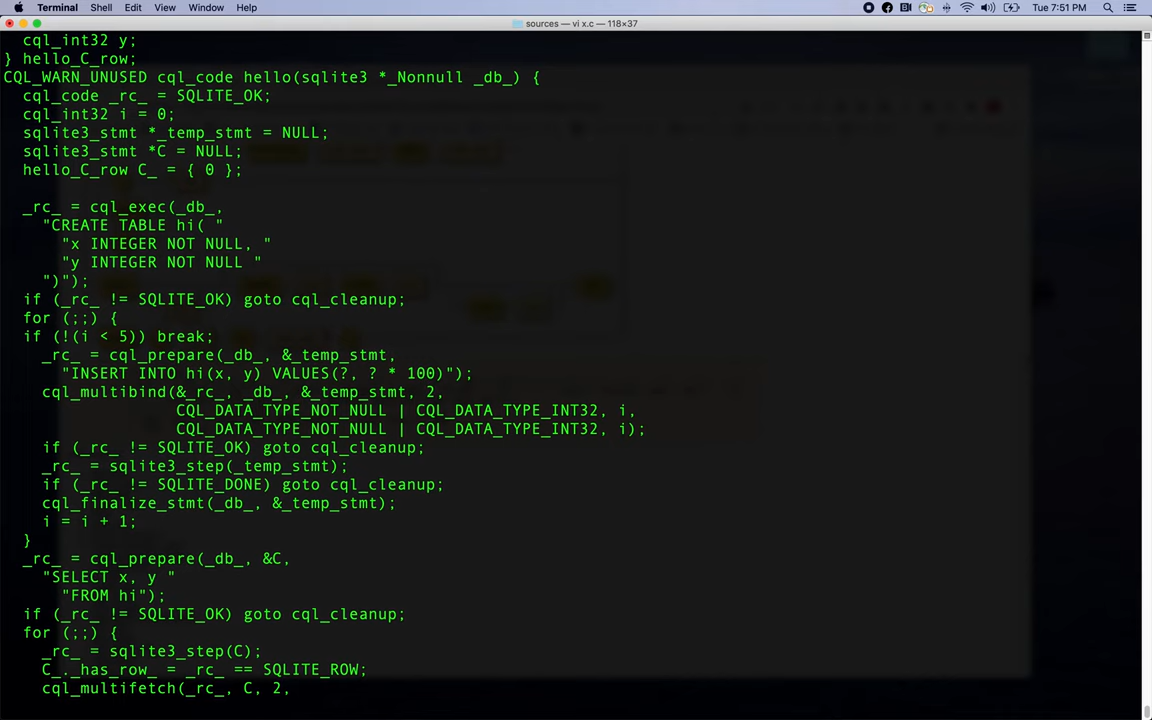 Terminal Shell Edit View Window Help Tue 7:51 PM
sources — vi x.c — 118×37
  cql_int32 y;
} hello_C_row;
CQL_WARN_UNUSED cql_code hello(sqlite3 *_Nonnull _db_) {
  cql_code _rc_ = SQLITE_OK;
  cql_int32 i = 0;
  sqlite3_stmt *_temp_stmt = NULL;
  sqlite3_stmt *C = NULL;
  hello_C_row C_ = { 0 };

  _rc_ = cql_exec(_db_,
    "CREATE TABLE hi( "
      "x INTEGER NOT NULL, "
      "y INTEGER NOT NULL "
    ")");
  if (_rc_ != SQLITE_OK) goto cql_cleanup;
  for (;;) {
  if (!(i < 5)) break;
    _rc_ = cql_prepare(_db_, &_temp_stmt,
      "INSERT INTO hi(x, y) VALUES(?, ? * 100)");
    cql_multibind(&_rc_, _db_, &_temp_stmt, 2,
                  CQL_DATA_TYPE_NOT_NULL | CQL_DATA_TYPE_INT32, i,
                  CQL_DATA_TYPE_NOT_NULL | CQL_DATA_TYPE_INT32, i);
    if (_rc_ != SQLITE_OK) goto cql_cleanup;
    _rc_ = sqlite3_step(_temp_stmt);
    if (_rc_ != SQLITE_DONE) goto cql_cleanup;
    cql_finalize_stmt(_db_, &_temp_stmt);
    i = i + 1;
  }
  _rc_ = cql_prepare(_db_, &C,
    "SELECT x, y "
      "FROM hi");
  if (_rc_ != SQLITE_OK) goto cql_cleanup;
  for (;;) {
    _rc_ = sqlite3_step(C);
    C_._has_row_ = _rc_ == SQLITE_ROW;
    cql_multifetch(_rc_, C, 2,